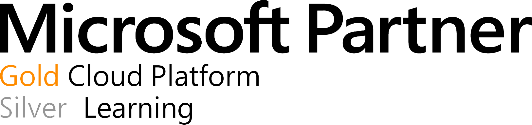 Microsoft Partner
Gold Cloud Platform
Silver Learning